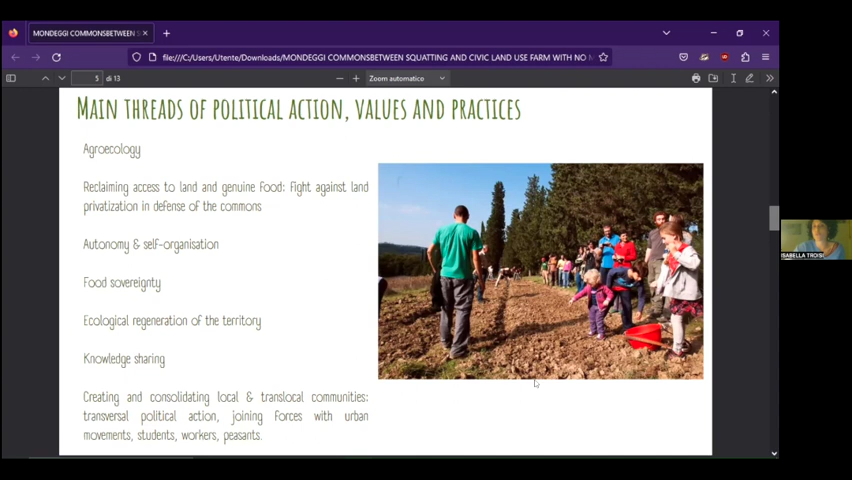 MONDEGGI COMMONSBETWEEN S
file:///C:/Users/Utente/Downloads/MONDEGGI COMMONSBETWEEN SQUATTING AND CIVIC LAND USE FARM WITH NO M
5 di 13
Zoom automatico
MAIN THREADS OF POLITICAL ACTION, VALUES AND PRACTICES
Agroecology
Reclaiming access to land and genuine food: fight against land
privatization in defense of the commons
Autonomy & self-organisation
Food sovereignty
Ecological regeneration of the territory
Knowledge sharing
Creating and consolidating local & translocal communities:
transversal political action, joining forces with urban
movements, students, workers, peasants.
ISABELLA TROISI